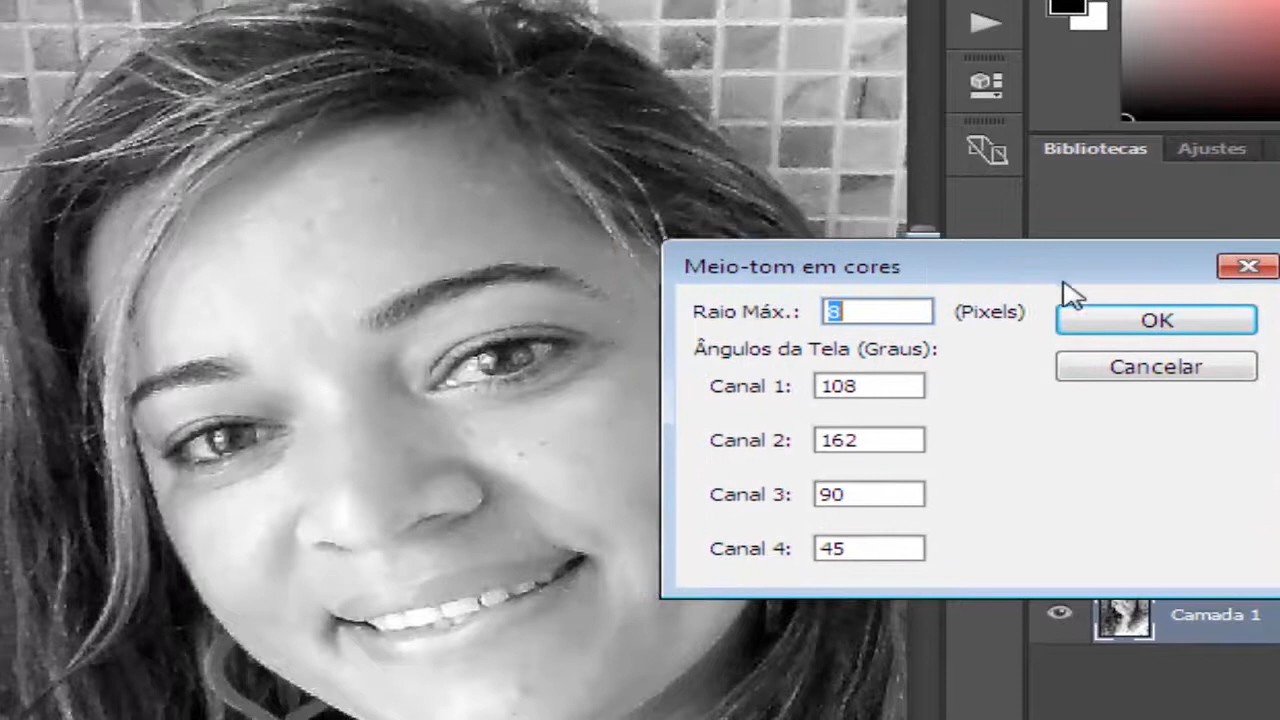 Bibliotecas
Ajustes
Meio-tom em cores
Raio Máx.: 8 (Pixels)
OK
Ângulos da Tela (Graus):
Cancelar
Canal 1: 108
Canal 2: 162
Canal 3: 90
Canal 4: 45
Camada 1